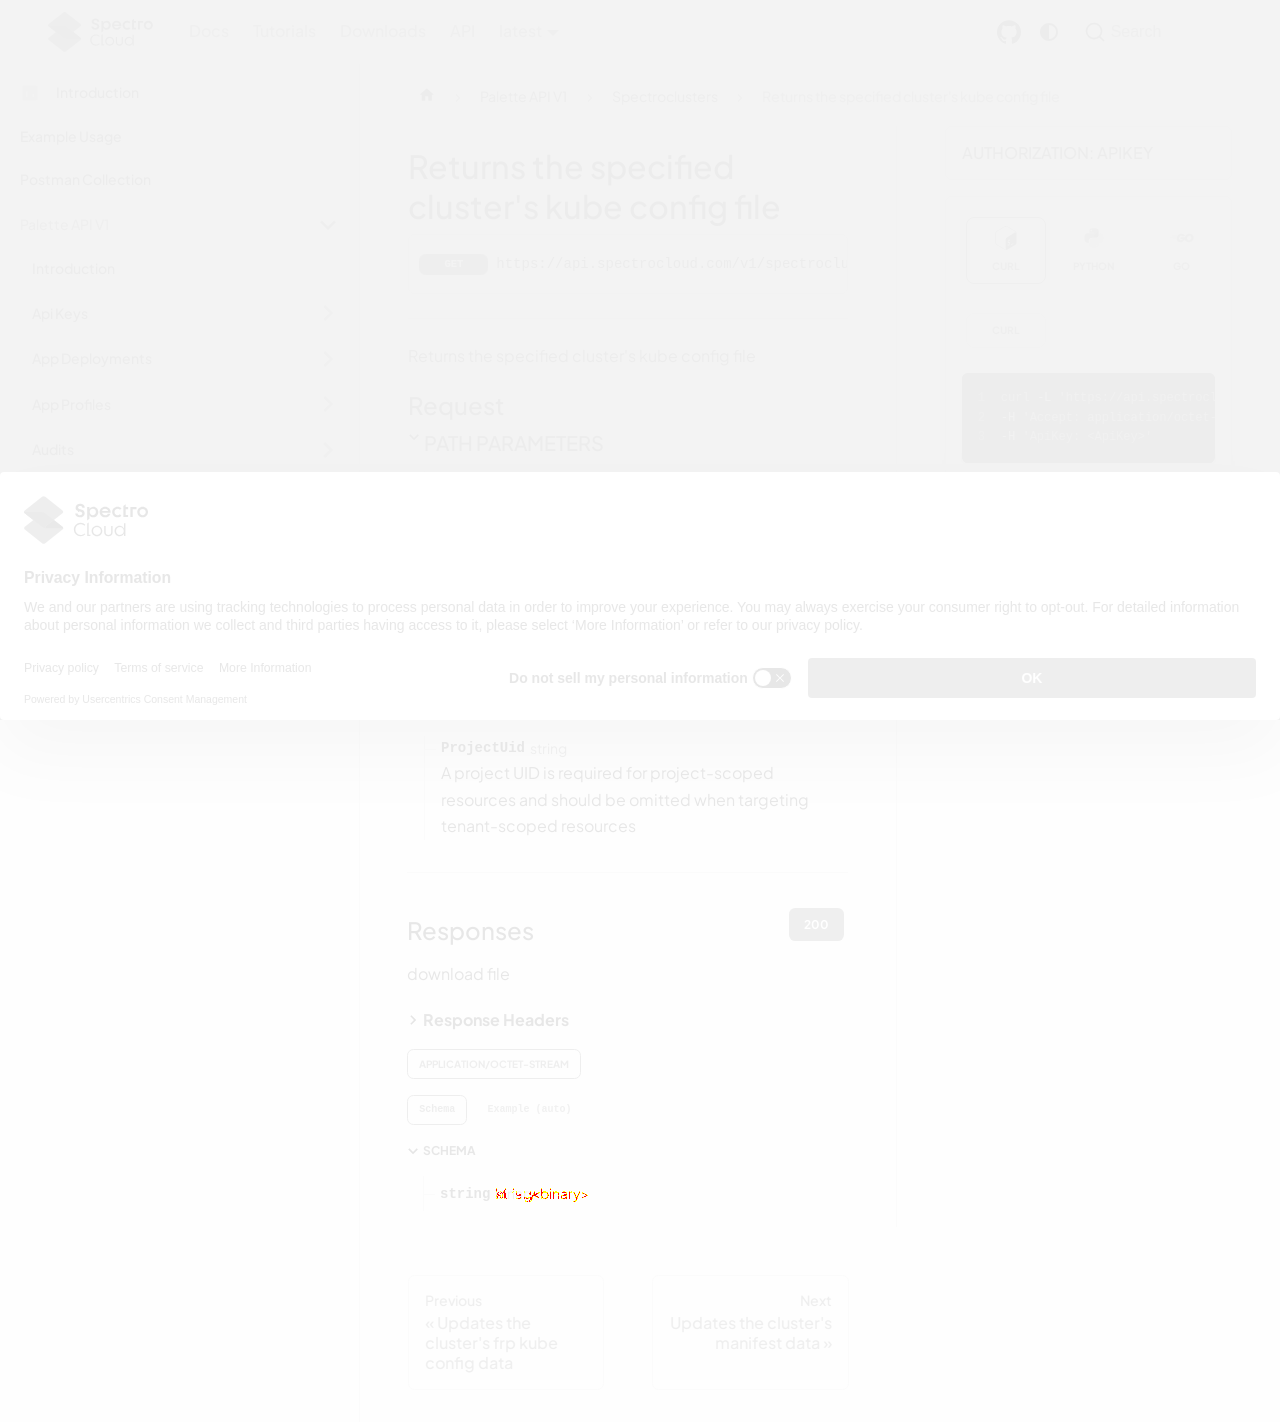 Spectro Cloud
Docs Tutorials Downloads API latest
Search
Introduction
Palette API V1 Spectroclusters Returns the specified cluster's kube config file
Example Usage
AUTHORIZATION: APIKEY
Returns the specified
cluster's kube config file
Postman Collection
Palette API V1
CURL PYTHON GO
GET https://api.spectrocloud.com/v1/spectroclu
Introduction
Api Keys
CURL
App Deployments
Returns the specified cluster's kube config file
App Profiles
Request
Audits
PATH PARAMETERS
Spectro
Cloud
Privacy Information
We and our partners are using tracking technologies to process personal data in order to improve your experience. You may always exercise your consumer right to opt-out. For detailed information
about personal information we collect and third parties having access to it, please select ‘More Information’ or refer to our privacy policy.
Privacy policy Terms of service More Information
Do not sell my personal information
OK
Powered by Usercentrics Consent Management
ProjectUid string
A project UID is required for project-scoped
resources and should be omitted when targeting
tenant-scoped resources
Responses
200
download file
Response Headers
APPLICATION/OCTET-STREAM
Schema Example (auto)
SCHEMA
string
Previous
« Updates the
cluster's frp kube
config data
Next
Updates the cluster's
manifest data »